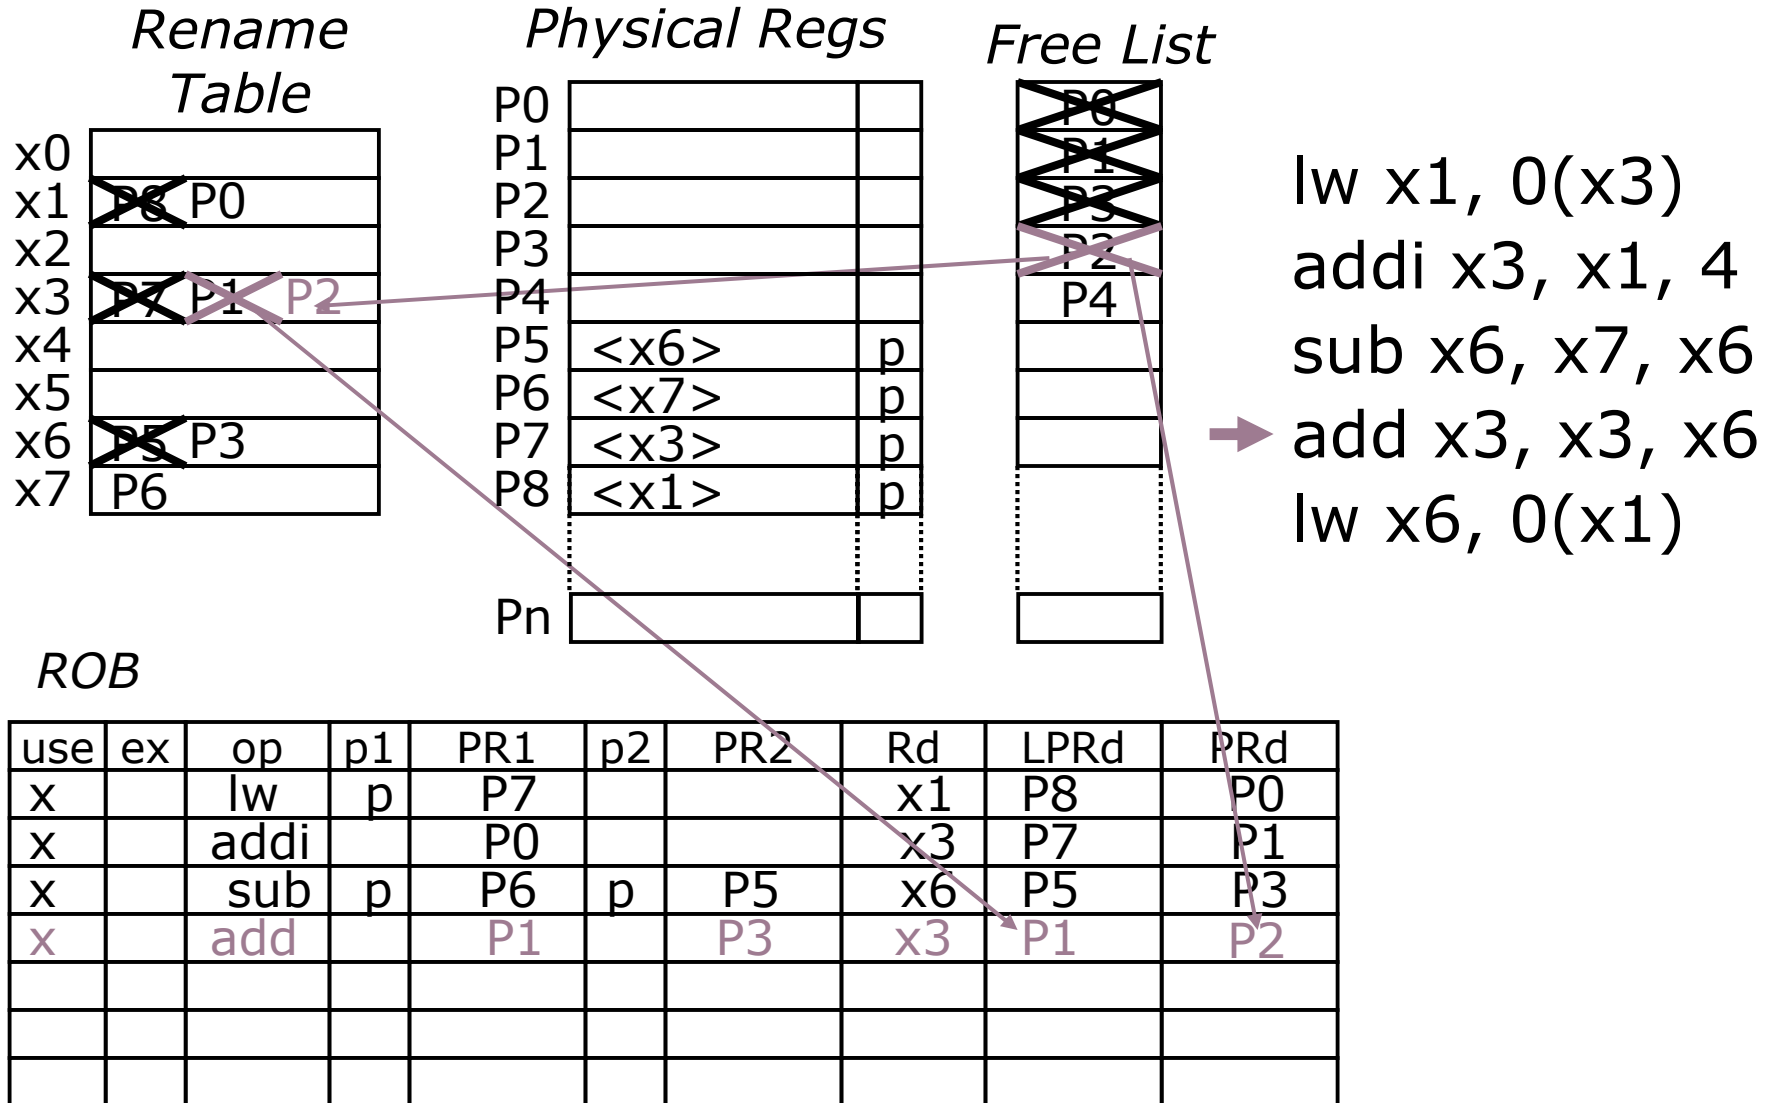 Rename
Table
x0
x1 P8 P0
x2
x3 P7 P1 P2
x4
x5
x6 P5 P3
x7 P6
Physical Regs
P0
P1
P2
P3
P4
P5 <x6> p
P6 <x7> p
P7 <x3> p
P8 <x1> p
Pn
Free List
P0
P1
P3
P2
P4
lw x1, 0(x3)
addi x3, x1, 4
sub x6, x7, x6
add x3, x3, x6
lw x6, 0(x1)
ROB
use ex op p1 PR1 p2 PR2 Rd LPRd PRd
x lw p P7 x1 P8 P0
x addi P0 x3 P7 P1
x sub p P6 p P5 x6 P5 P3
x add P1 P3 x3 P1 P2